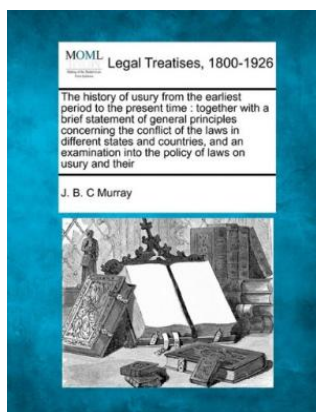 MOML
Legal Treatises, 1800-1926
The history of usury from the earliest
period to the present time : together with a
brief statement of general principles
concerning the conflict of the laws in
different states and countries, and an
examination into the policy of laws on
usury and their
J. B. C Murray